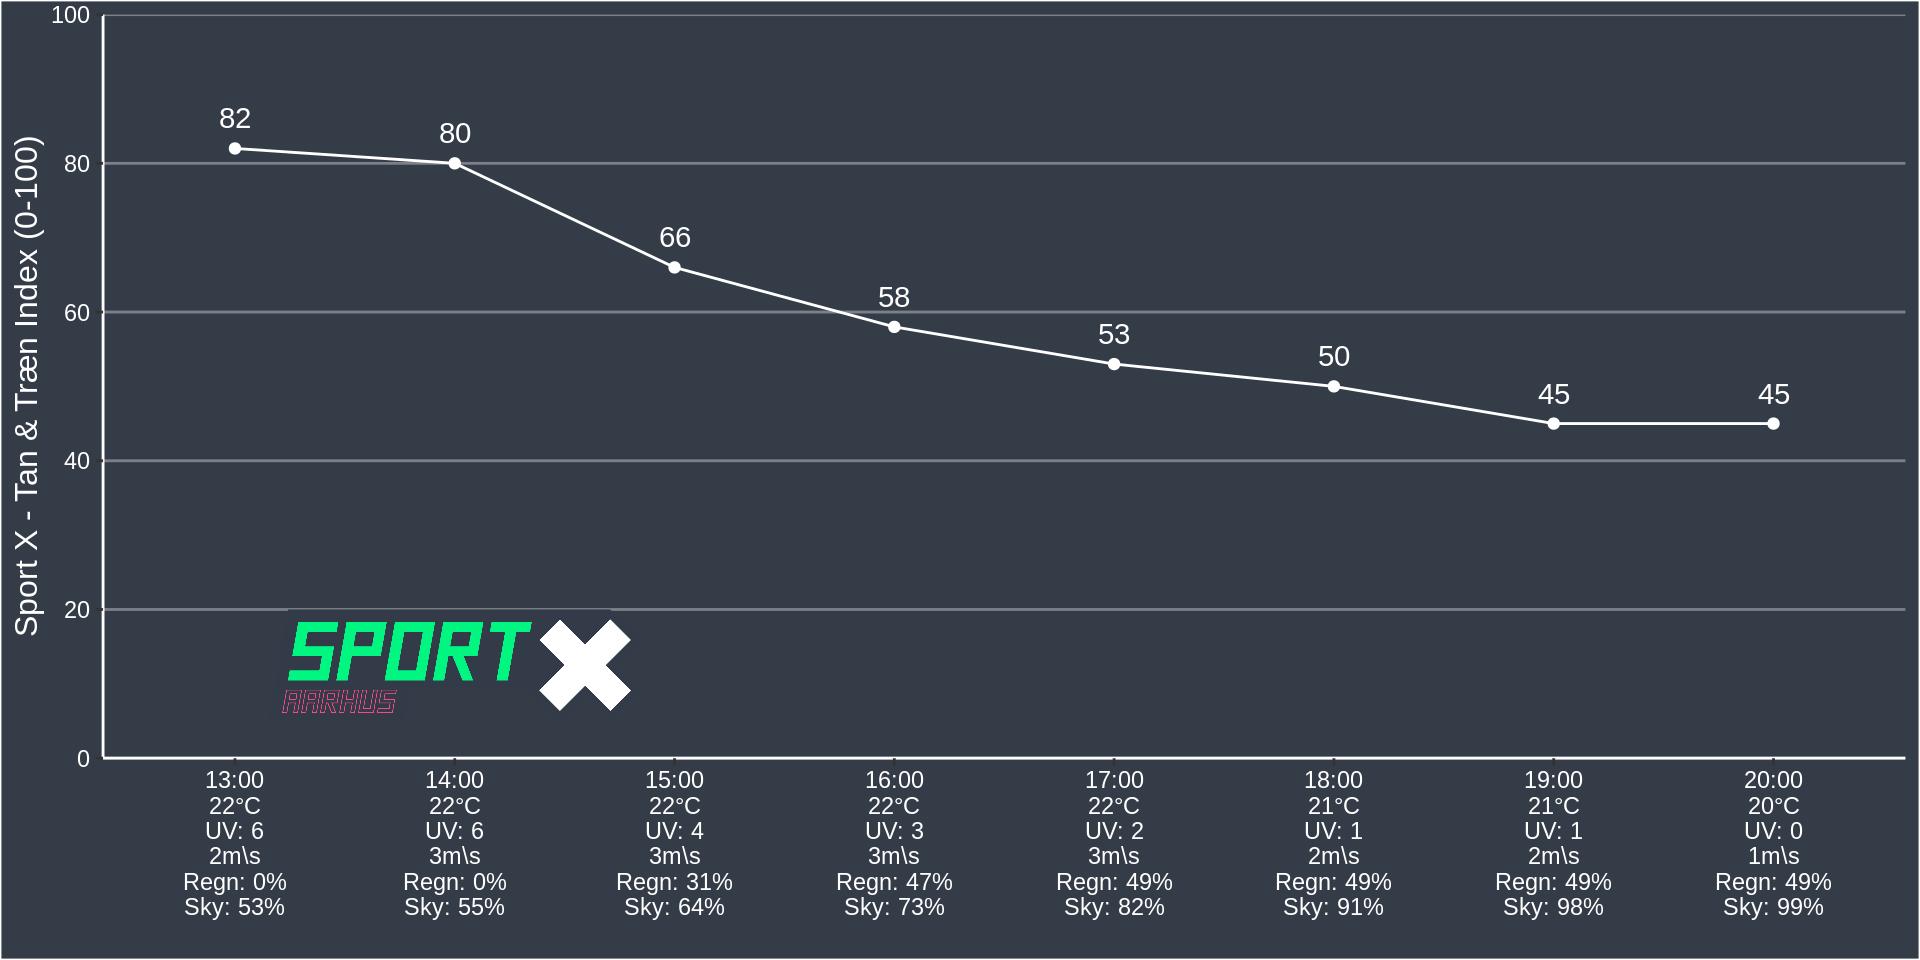 Sport X - Tan & Træn Index (0-100)
100
80
60
40
20
0
82
80
66
58
53
50
45
45
SPORT X
AARHUS
13:00
22°C
UV: 6
2m\s
Regn: 0%
Sky: 53%
14:00
22°C
UV: 6
3m\s
Regn: 0%
Sky: 55%
15:00
22°C
UV: 4
3m\s
Regn: 31%
Sky: 64%
16:00
22°C
UV: 3
3m\s
Regn: 47%
Sky: 73%
17:00
22°C
UV: 2
3m\s
Regn: 49%
Sky: 82%
18:00
21°C
UV: 1
2m\s
Regn: 49%
Sky: 91%
19:00
21°C
UV: 1
2m\s
Regn: 49%
Sky: 98%
20:00
20°C
UV: 0
1m\s
Regn: 49%
Sky: 99%